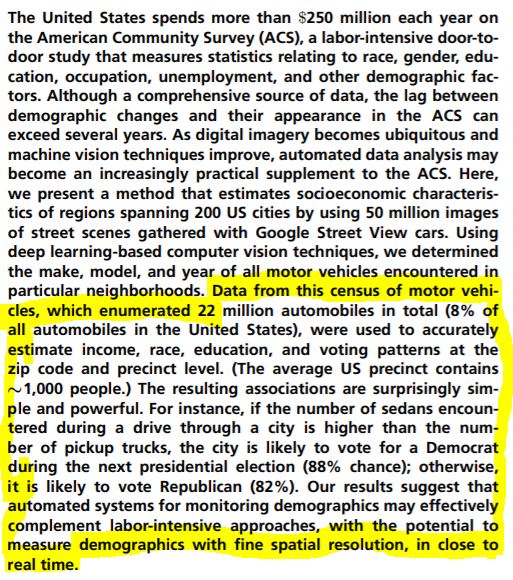 The United States spends more than $250 million each year on
the American Community Survey (ACS), a labor-intensive door-to-
door study that measures statistics relating to race, gender, edu-
cation, occupation, unemployment, and other demographic fac-
tors. Although a comprehensive source of data, the lag between
demographic changes and their appearance in the ACS can
exceed several years. As digital imagery becomes ubiquitous and
machine vision techniques improve, automated data analysis may
become an increasingly practical supplement to the ACS. Here,
we present a method that estimates socioeconomic characteris-
tics of regions spanning 200 US cities by using 50 million images
of street scenes gathered with Google Street View cars. Using
deep learning-based computer vision techniques, we determined
the make, model, and year of all motor vehicles encountered in
particular neighborhoods. Data from this census of motor vehi-
cles, which enumerated 22 million automobiles in total (8% of
all automobiles in the United States), were used to accurately
estimate income, race, education, and voting patterns at the
zip code and precinct level. (The average US precinct contains
~1,000 people.) The resulting associations are surprisingly sim-
ple and powerful. For instance, if the number of sedans encoun-
tered during a drive through a city is higher than the num-
ber of pickup trucks, the city is likely to vote for a Democrat
during the next presidential election (88% chance); otherwise,
it is likely to vote Republican (82%). Our results suggest that
automated systems for monitoring demographics may effectively
complement labor-intensive approaches, with the potential to
measure demographics with fine spatial resolution, in close to
real time.